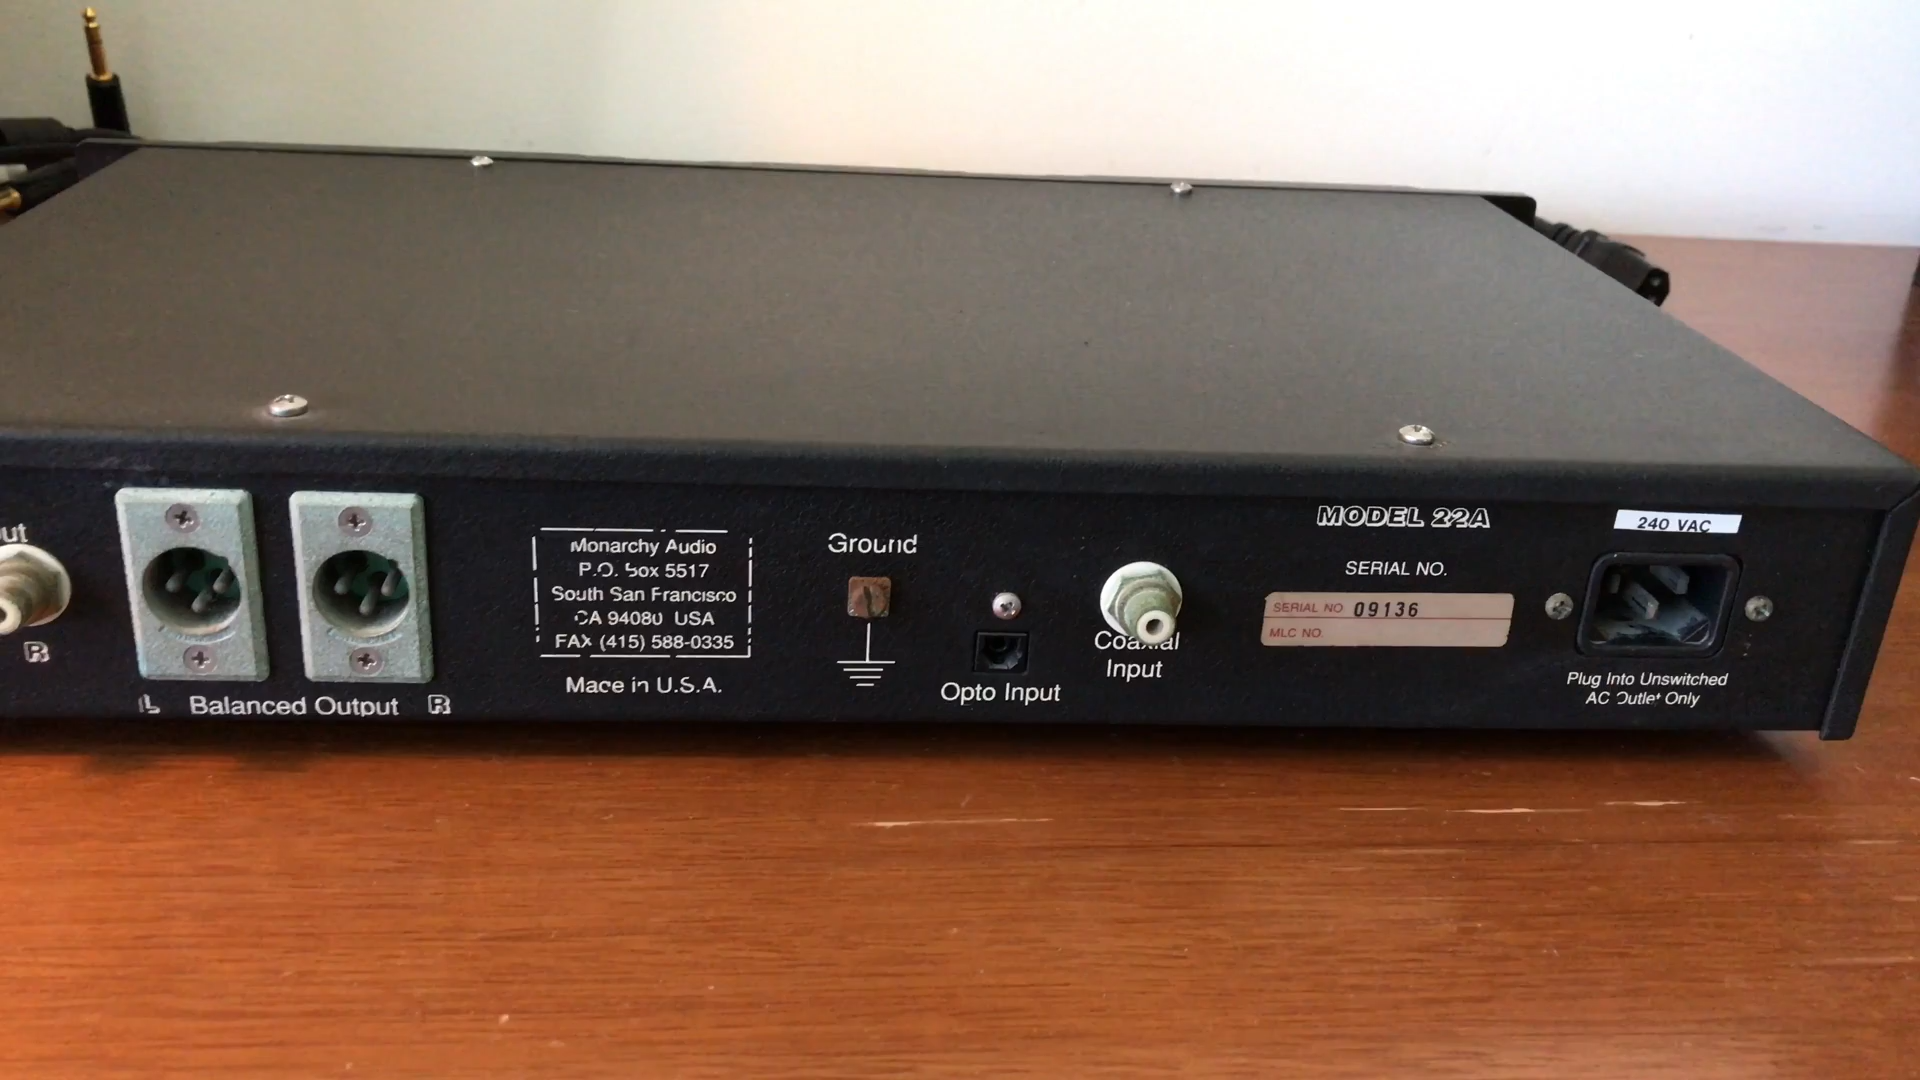 R
L Balanced Output R
Monarchy Audio
P.O. Box 5517
South San Francisco
CA 94080 USA
FAX (415) 588-0335
Made in U.S.A.
Ground
Opto Input
Coaxial
Input
MODEL 22A
SERIAL NO.
SERIAL NO 09136
MLC NO.
240 VAC
Plug Into Unswitched
AC Outlet Only